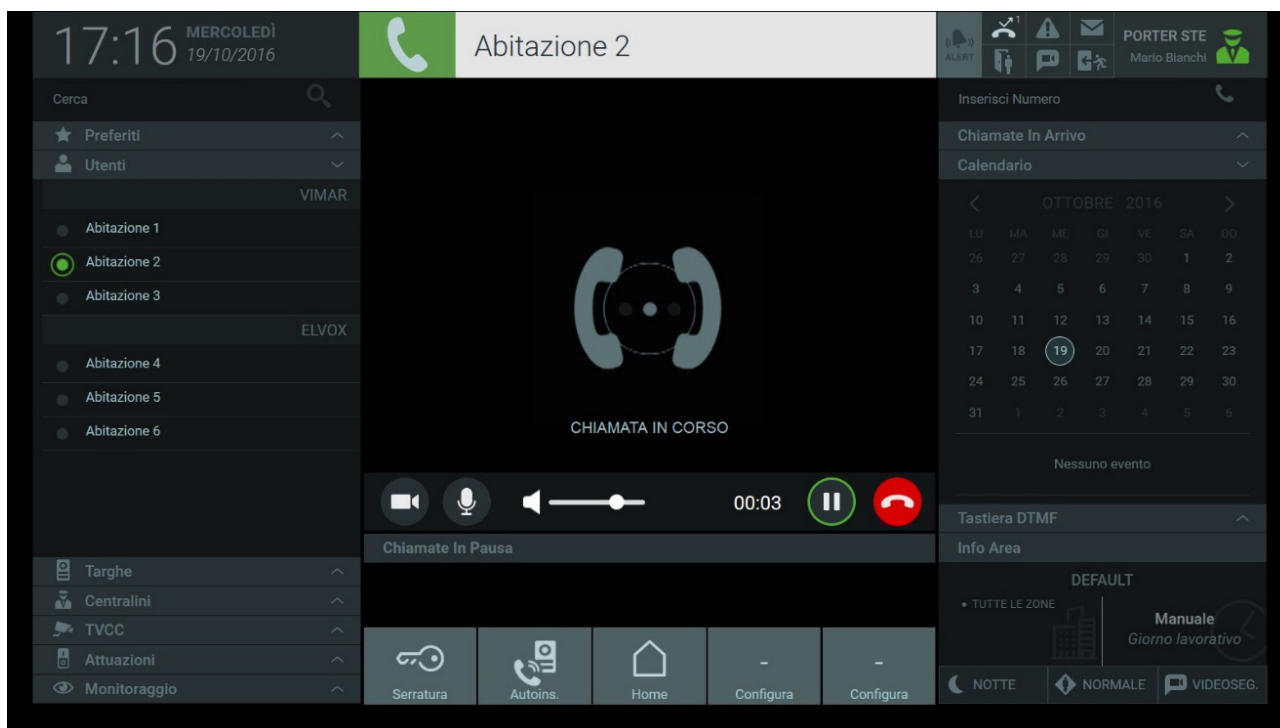 17:16 MERCOLEDÌ
19/10/2016
Cerca
Preferiti
Utenti
VIMAR
Abitazione 1
Abitazione 2
Abitazione 3
ELVOX
Abitazione 4
Abitazione 5
Abitazione 6
Targhe
Centralini
TVCC
Attuazioni
Monitoraggio
Abitazione 2
CHIAMATA IN CORSO
00:03
Chiamate In Pausa
Serratura
Autoins.
Home
- Configura
- Configura
ALERT
1
PORTER STE
Mario Bianchi
Inserisci Numero
Chiamate In Arrivo
Calendario
OTTOBRE 2016
LU MA ME GI VE SA DO
26 27 28 29 30 1 2
3 4 5 6 7 8 9
10 11 12 13 14 15 16
17 18 19 20 21 22 23
24 25 26 27 28 29 30
31 1 2 3 4 5 6
Nessuno evento
Tastiera DTMF
Info Area
DEFAULT
• TUTTE LE ZONE
Manuale
Giorno lavorativo
NOTTE
NORMALE
VIDEOSEG.